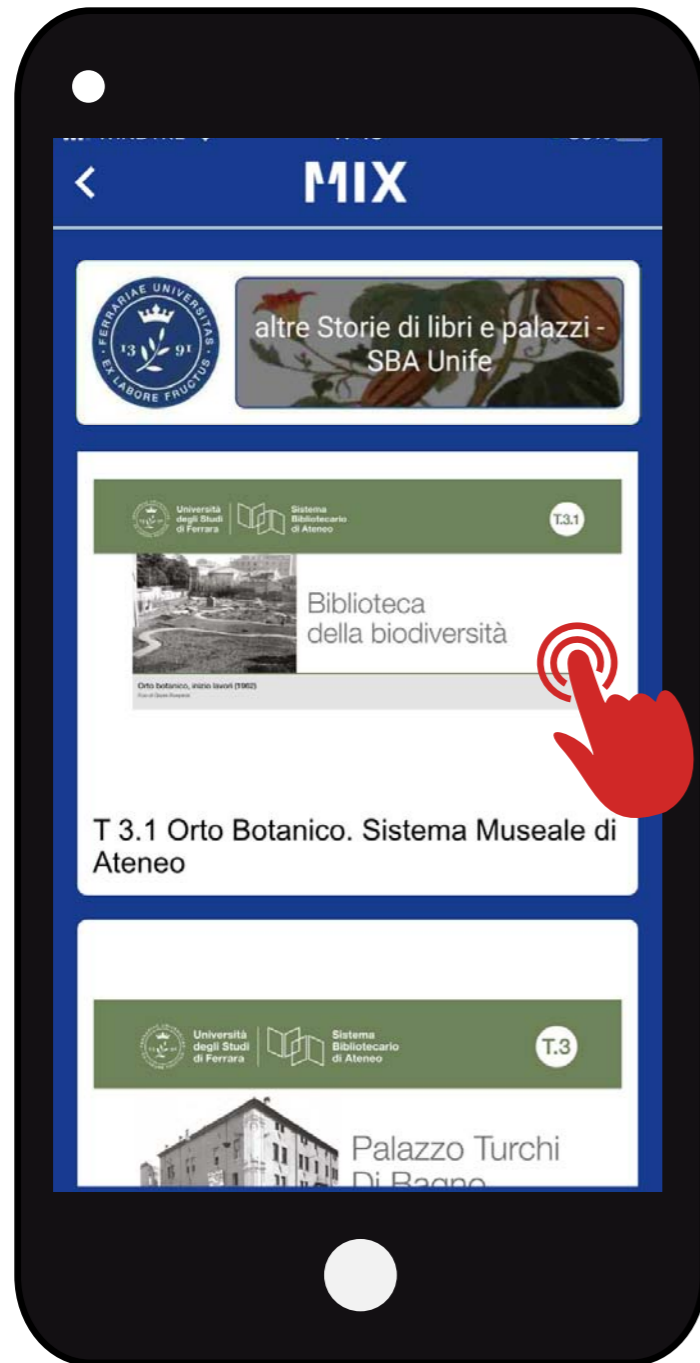 MIX
FERRARIAE UNIVERSITAS
13 91
EX LABORE FRUCTUS
altre Storie di libri e palazzi -
SBA Unife
Università
degli Studi
di Ferrara
Sistema
Bibliotecario
di Ateneo
T.3.1
Biblioteca
della biodiversità
Orto botanico, inizio lavori (1962)
T 3.1 Orto Botanico. Sistema Museale di
Ateneo
Università
degli Studi
di Ferrara
Sistema
Bibliotecario
di Ateneo
T.3
Palazzo Turchi
Di Bagno